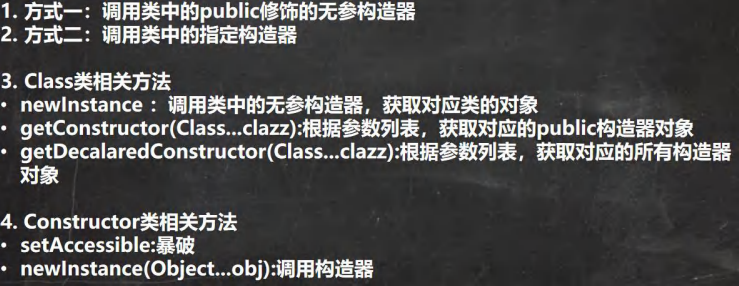 1. 方式一：调用类中的public修饰的无参构造器
2. 方式二：调用类中的指定构造器
3. Class类相关方法
• newInstance ：调用类中的无参构造器，获取对应类的对象
• getConstructor(Class...clazz):根据参数列表，获取对应的public构造器对象
• getDecalaredConstructor(Class...clazz):根据参数列表，获取对应的所有构造器
对象
4. Constructor类相关方法
• setAccessible:暴破
• newInstance(Object...obj):调用构造器